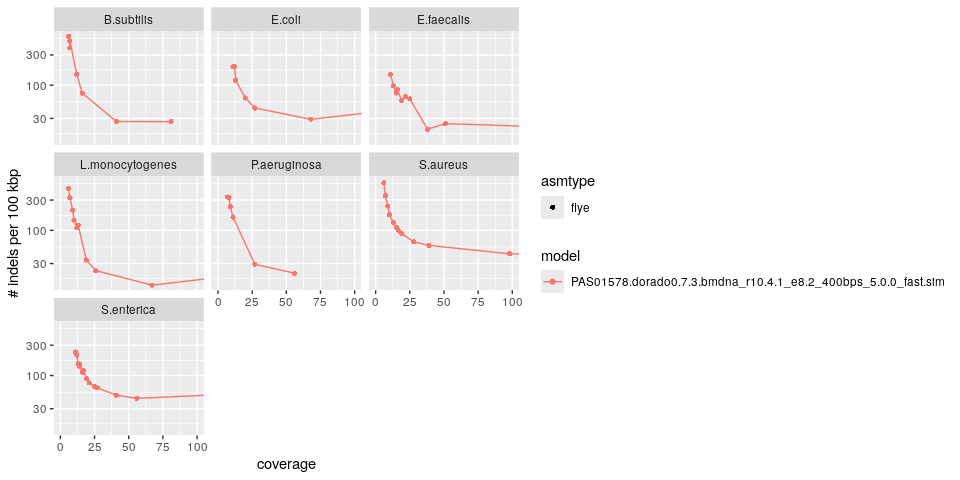 B.subtilis E.coli E.faecalis
300
100
30
L.monocytogenes P.aeruginosa S.aureus
300
100
30
0 25 50 75 100 0 25 50 75 100
S.enterica
300
100
30
0 25 50 75 100
coverage
# indels per 100 kbp
asmtype
flye
model
PAS01578.dorado0.7.3.bmdna_r10.4.1_e8.2_400bps_5.0.0_fast.sim